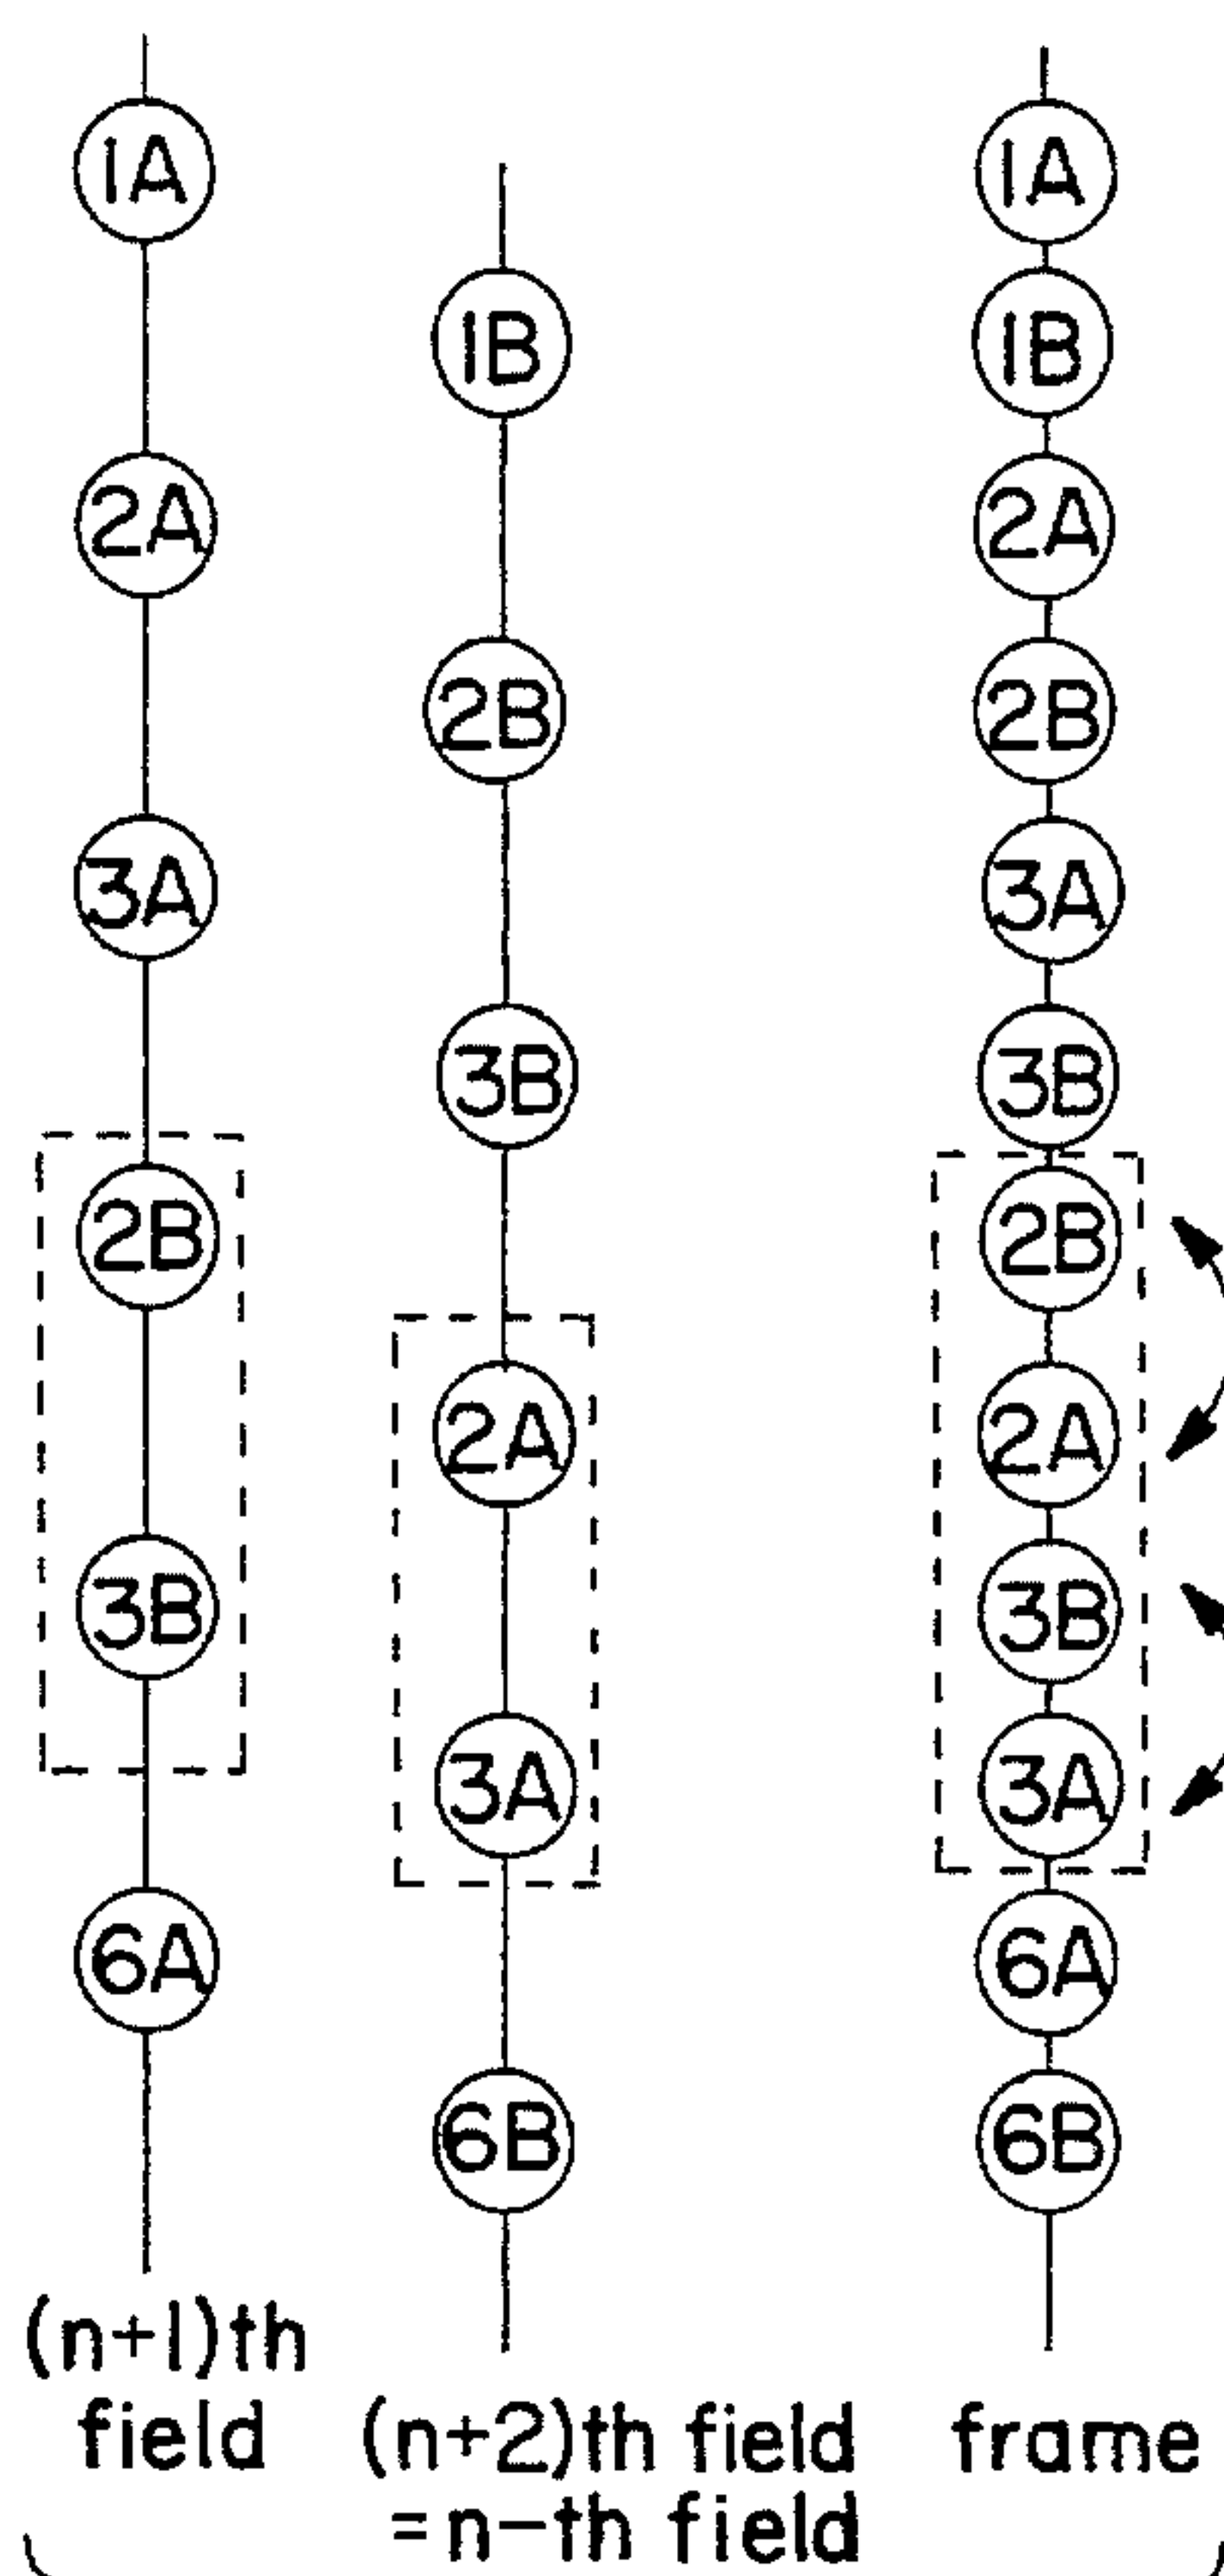 1A
2A
3A
2B
3B
6A
(n+1)th
field
1B
2B
3B
2A
3A
6B
(n+2)th field
=n-th field
1A
1B
2A
2B
3A
3B
2B
2A
3B
3A
6A
6B
frame